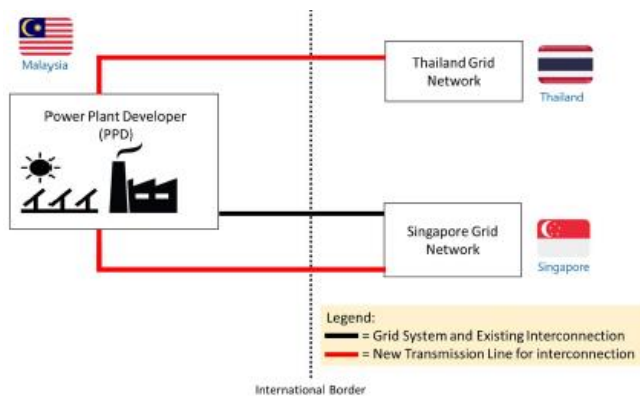 Malaysia
Power Plant Developer
(PPD)
Thailand Grid
Network
Thailand
Singapore Grid
Network
Singapore
Legend:
= Grid System and Existing Interconnection
= New Transmission Line for interconnection
International Border